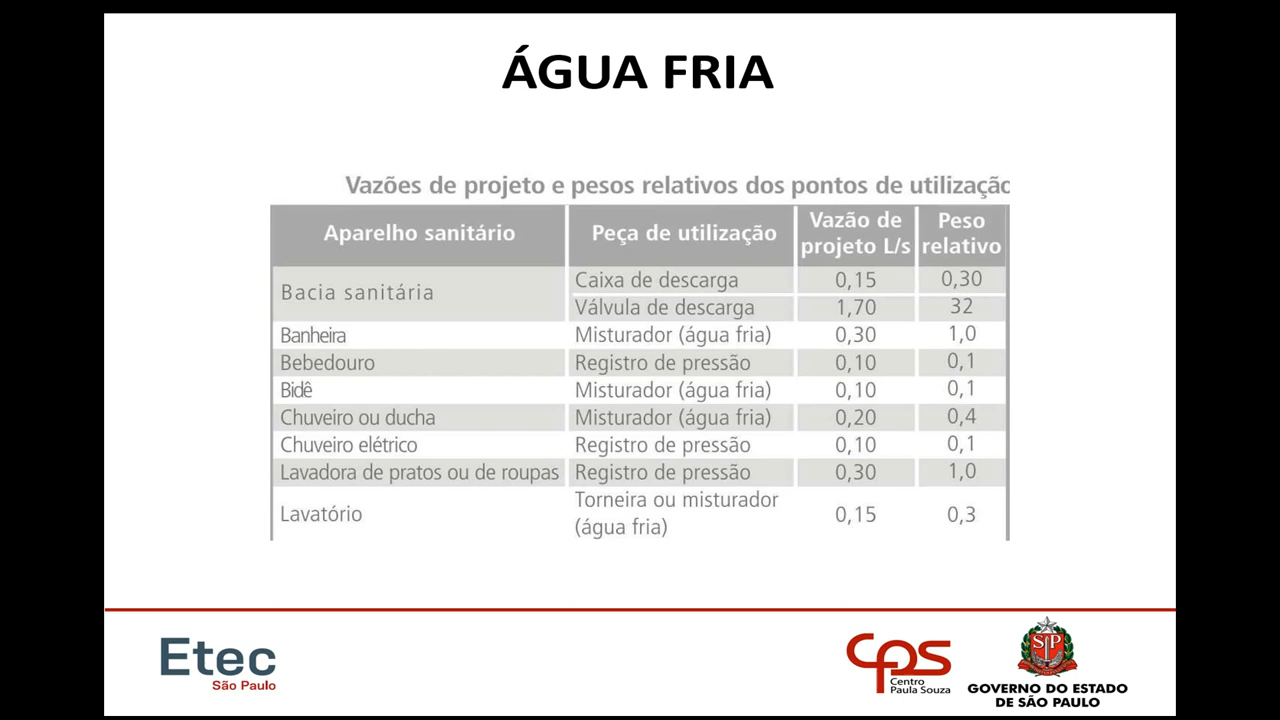 ÁGUA FRIA
Vazões de projeto e pesos relativos dos pontos de utilização
Aparelho sanitário Peça de utilização Vazão de projeto L/s Peso relativo
Bacia sanitária Caixa de descarga 0,15 0,30
Válvula de descarga 1,70 32
Banheira Misturador (água fria) 0,30 1,0
Bebedouro Registro de pressão 0,10 0,1
Bidê Misturador (água fria) 0,10 0,1
Chuveiro ou ducha Misturador (água fria) 0,20 0,4
Chuveiro elétrico Registro de pressão 0,10 0,1
Lavadora de pratos ou de roupas Registro de pressão 0,30 1,0
Lavatório Torneira ou misturador (água fria) 0,15 0,3
Etec
São Paulo
CPS
Centro
Paula Souza
SP
GOVERNO DO ESTADO
DE SÃO PAULO